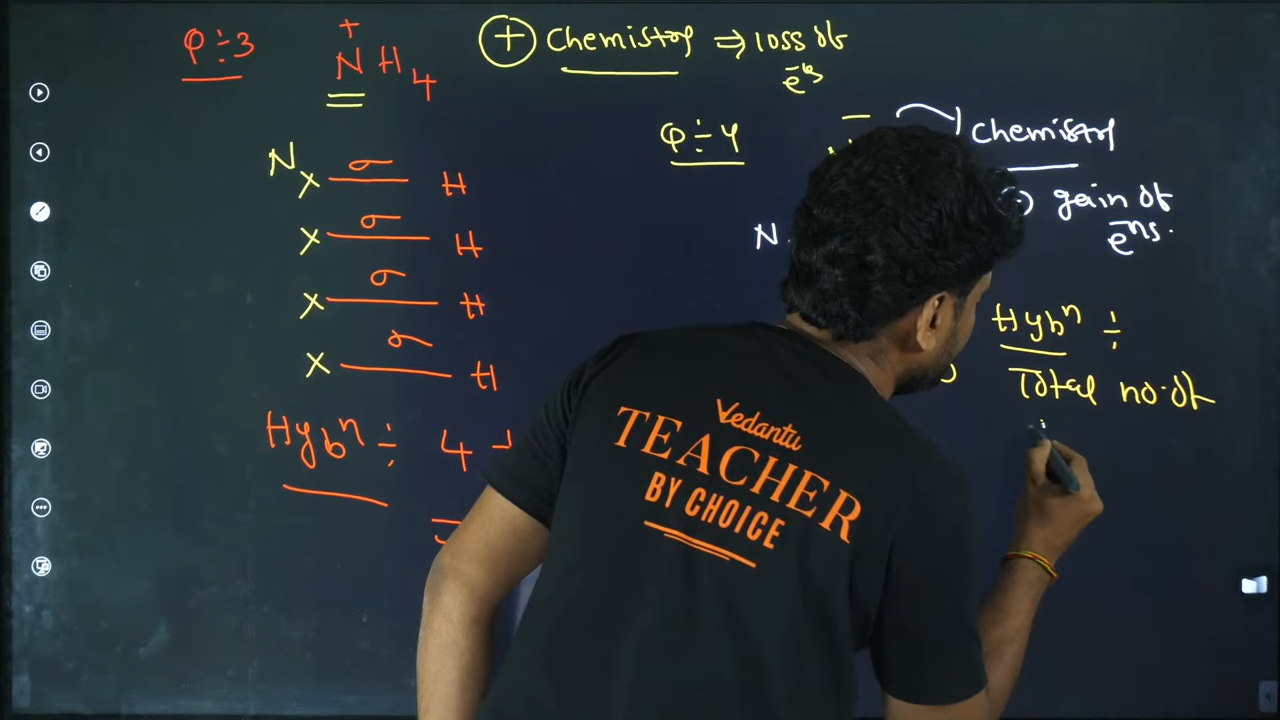 Q÷3
+
NH4
+ Chemistry ⇒ loss of
e⁻s
N
x σ H
x σ H
x σ H
x σ H
Hybⁿ ÷ 4
Q÷4
Chemistry
gain of
e⁻ns.
N
Hybⁿ ÷
Total no. of
Vedantu
TEACHER
BY CHOICE